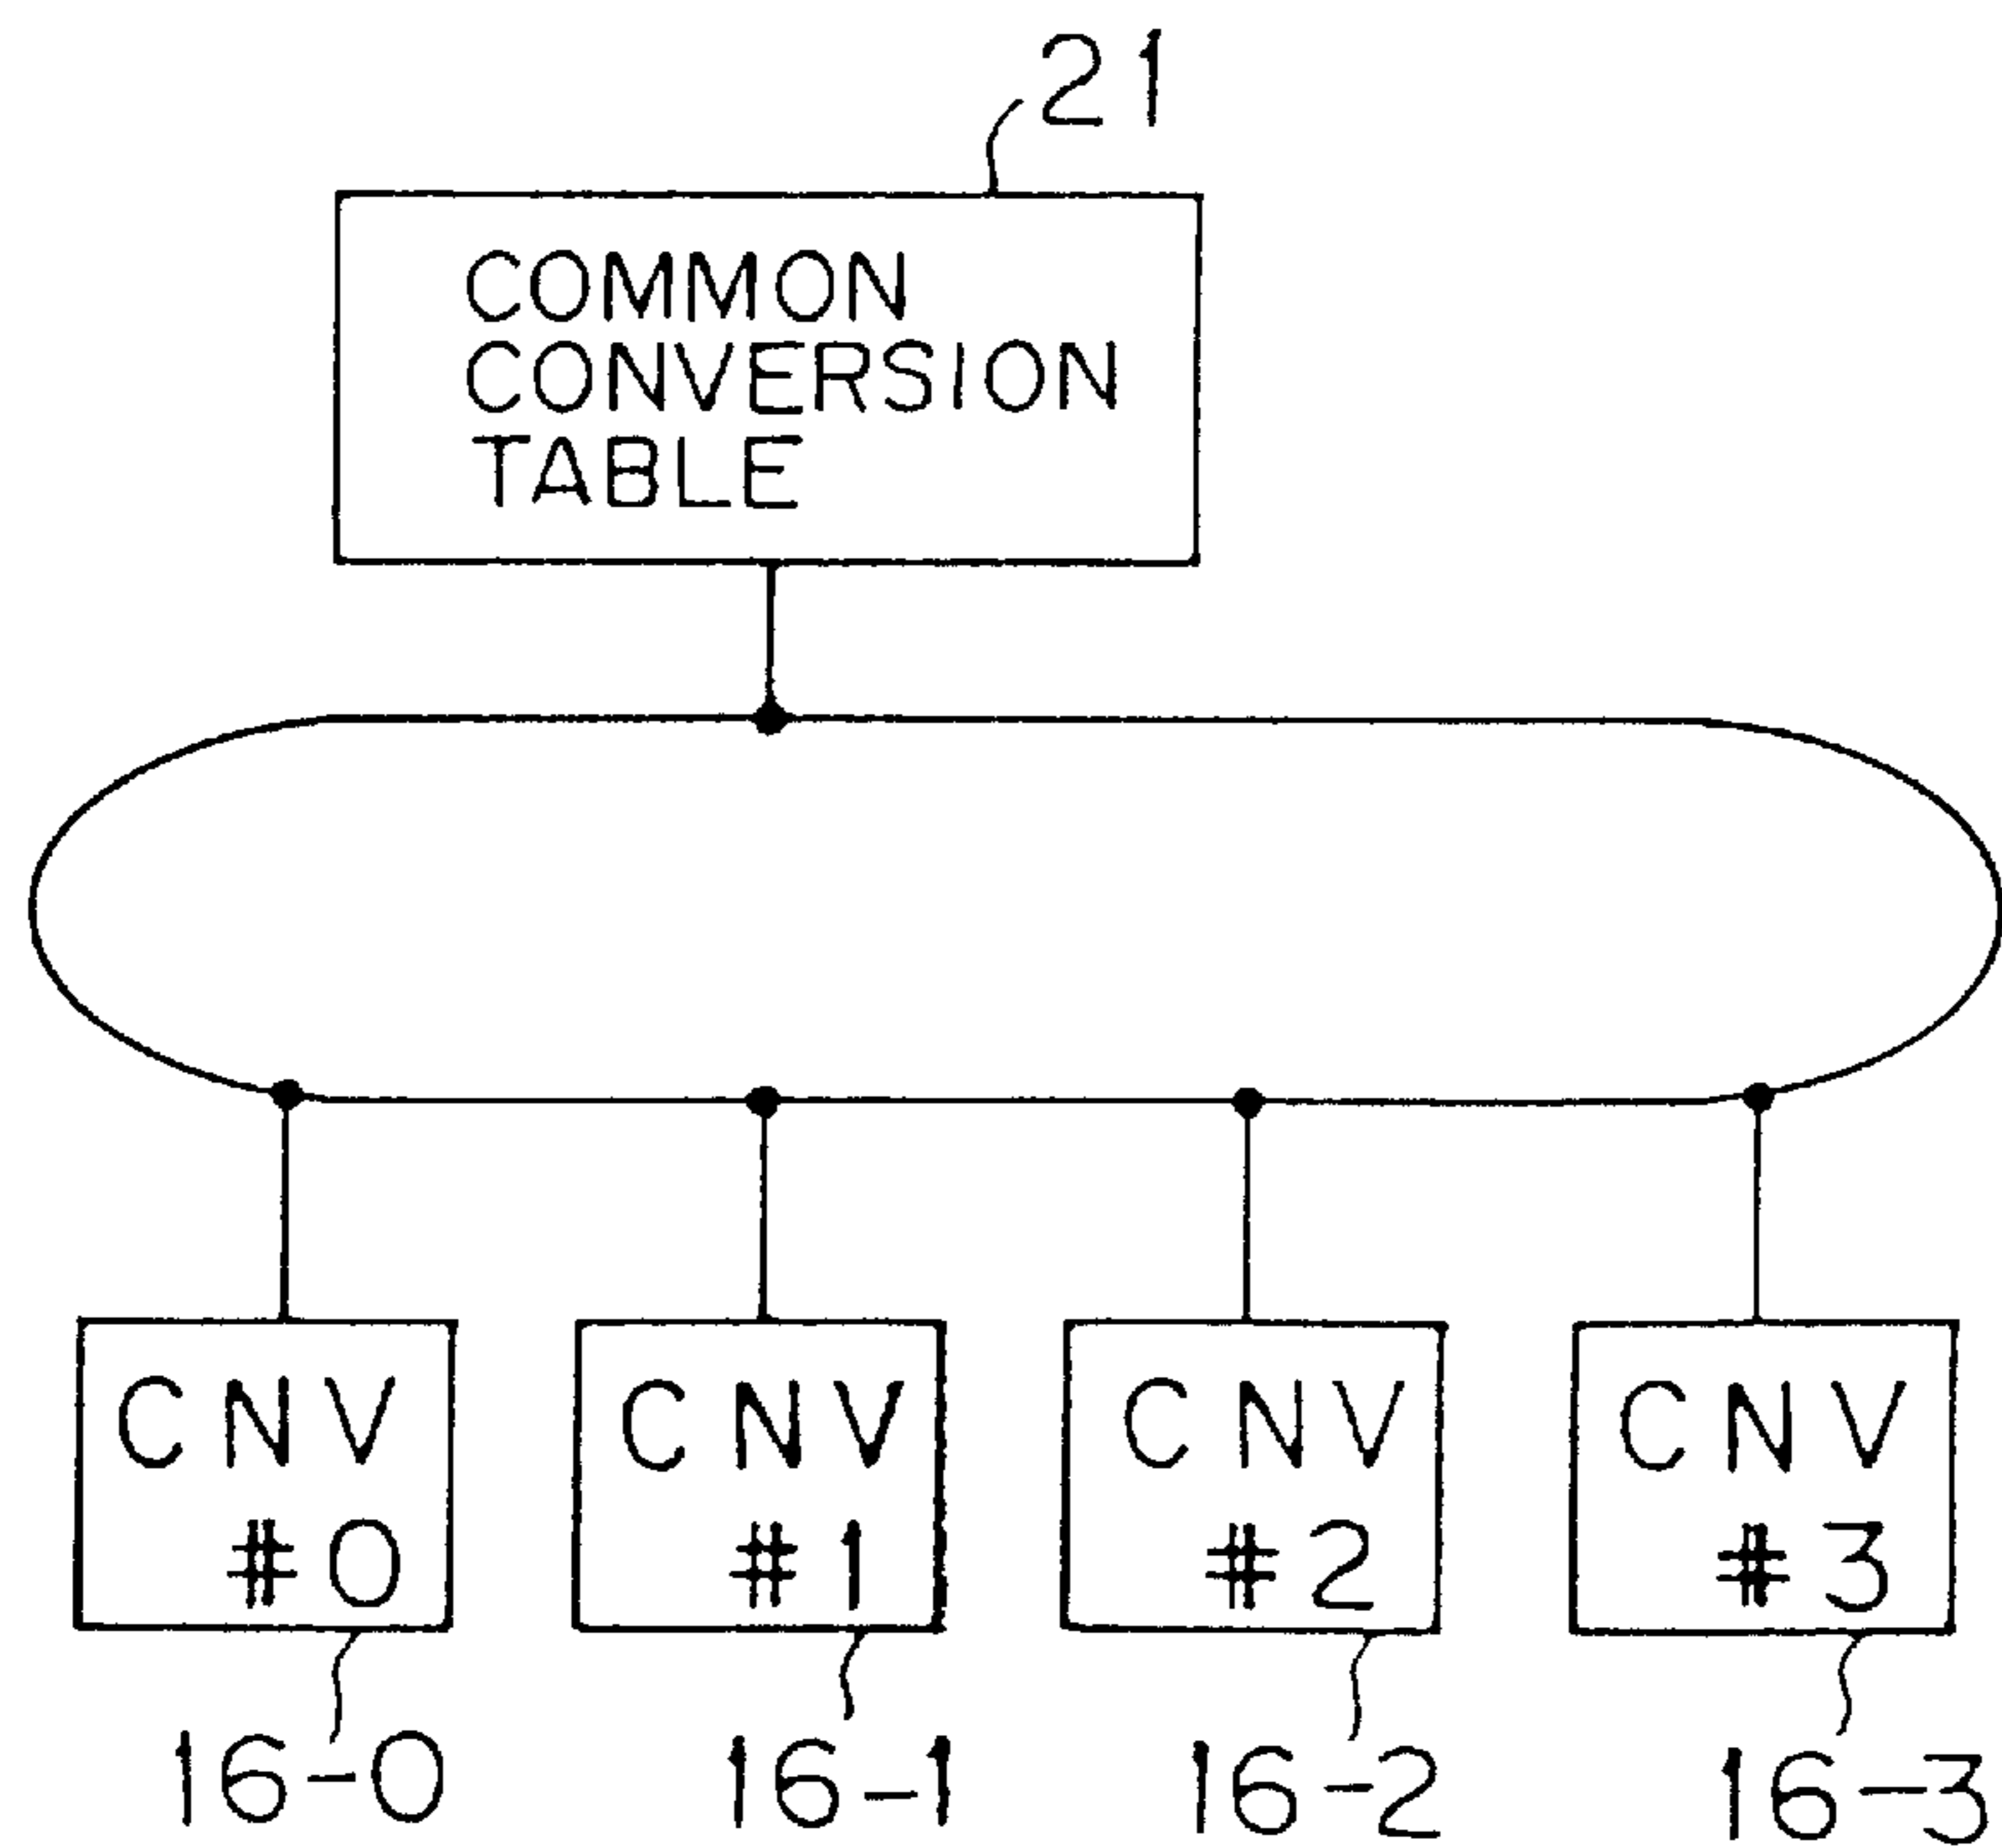 21
COMMON
CONVERSION
TABLE
CNV CNV CNV CNV
#0 #1 #2 #3
16-0 16-1 16-2 16-3